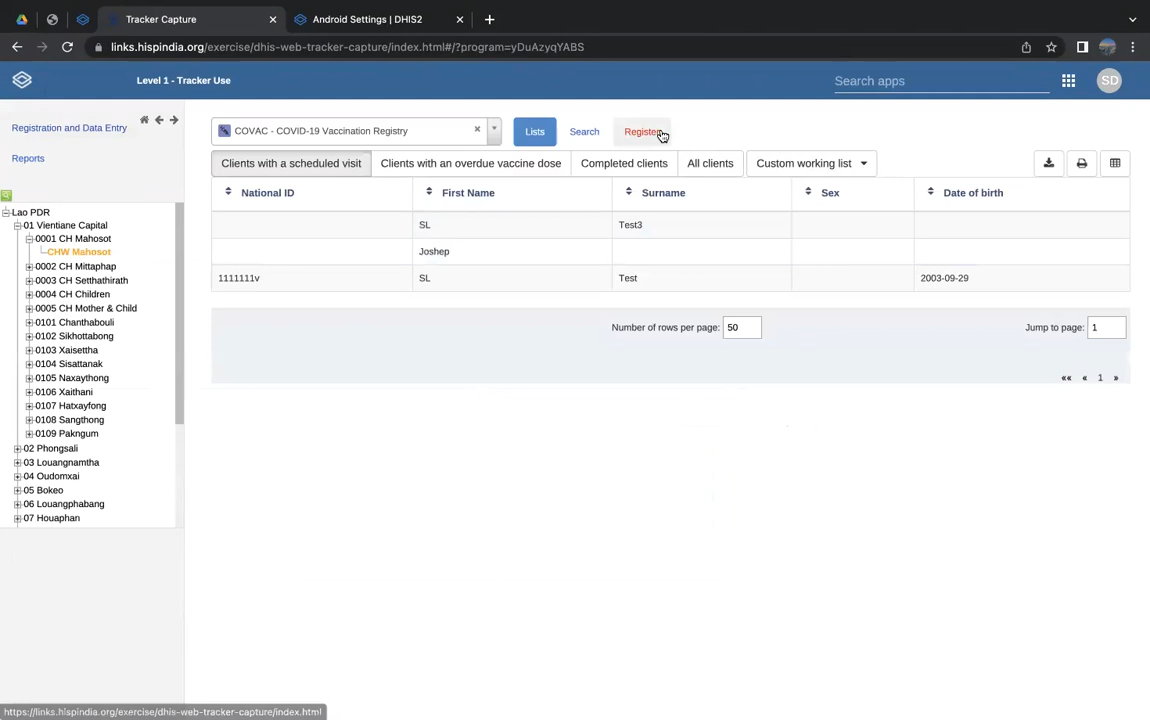 Tracker Capture
Android Settings | DHIS2
links.hispindia.org/exercise/dhis-web-tracker-capture/index.html#/?program=yDuAzyqYABS
Level 1 - Tracker Use
Search apps
SD
Registration and Data Entry
Reports
COVAC - COVID-19 Vaccination Registry
Lists
Search
Register
Clients with a scheduled visit
Clients with an overdue vaccine dose
Completed clients
All clients
Custom working list
National ID
First Name
Surname
Sex
Date of birth
SL
Test3
Joshep
1111111v
SL
Test
2003-09-29
Number of rows per page: 50
Jump to page: 1
«« « 1 »
Lao PDR
01 Vientiane Capital
0001 CH Mahosot
CHW Mahosot
0002 CH Mittaphap
0003 CH Setthathirath
0004 CH Children
0005 CH Mother & Child
0101 Chanthabouli
0102 Sikhottabong
0103 Xaisettha
0104 Sisattanak
0105 Naxaythong
0106 Xaithani
0107 Hatxayfong
0108 Sangthong
0109 Pakngum
02 Phongsali
03 Louangnamtha
04 Oudomxai
05 Bokeo
06 Louangphabang
07 Houaphan
https://links.hispindia.org/exercise/dhis-web-tracker-capture/index.html